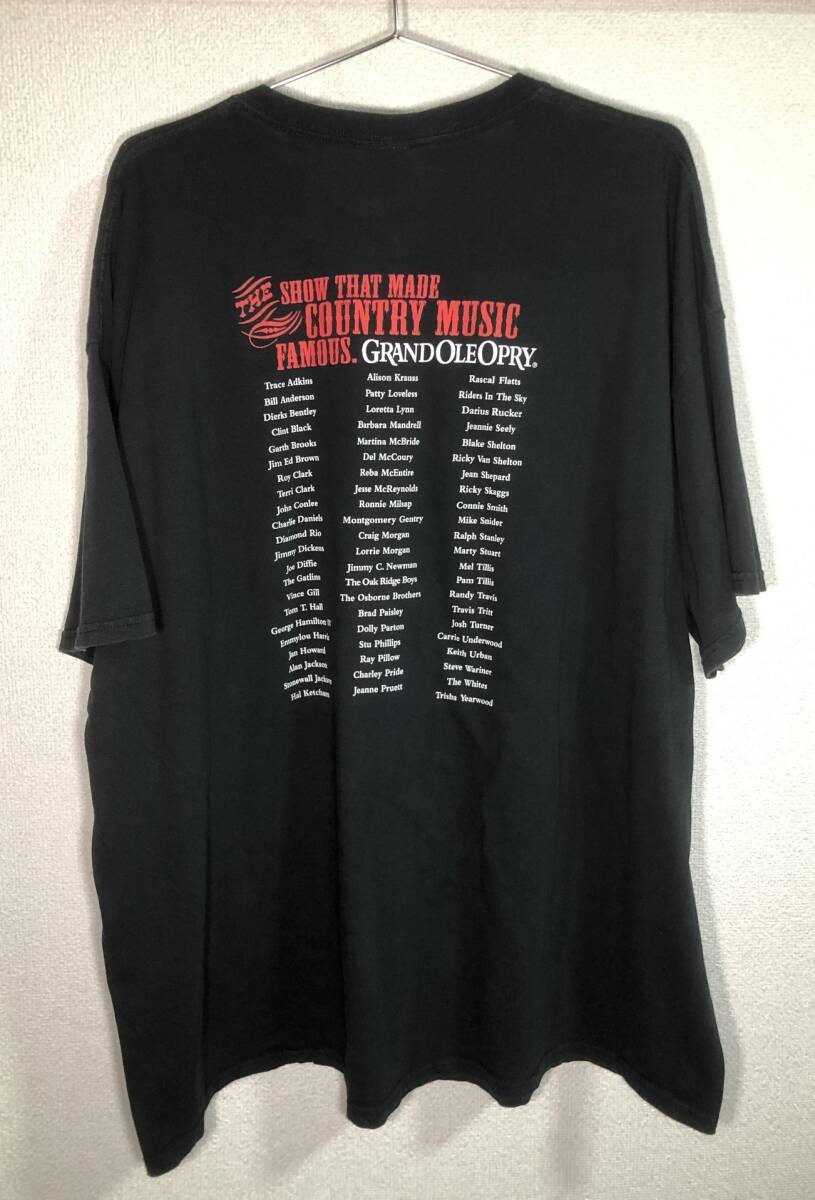 THE SHOW THAT MADE
COUNTRY MUSIC
FAMOUS. GRAND OLE OPRY®
Trace Adkins
Bill Anderson
Dierks Bentley
Clint Black
Garth Brooks
Jim Ed Brown
Roy Clark
Terri Clark
John Conlee
Charlie Daniels
Diamond Rio
Jimmy Dickens
Joe Diffie
The Gatlins
Vince Gill
Tom T. Hall
George Hamilton
Emmylou Harris
Jan Howard
Alan Jackson
Stonewall Jackson
Hal Ketchum
Alison Krauss
Patty Loveless
Loretta Lynn
Barbara Mandrell
Martina McBride
Del McCoury
Reba McEntire
Jesse McReynolds
Ronnie Milsap
Montgomery Gentry
Craig Morgan
Lorrie Morgan
Jimmy C. Newman
The Oak Ridge Boys
The Osborne Brothers
Brad Paisley
Dolly Parton
Stu Phillips
Ray Pillow
Charley Pride
Jeanne Pruett
Rascal Flatts
Riders In The Sky
Darius Rucker
Jeannie Seely
Blake Shelton
Ricky Van Shelton
Jean Shepard
Ricky Skaggs
Connie Smith
Mike Snider
Ralph Stanley
Marty Stuart
Mel Tillis
Pam Tillis
Randy Travis
Travis Tritt
Josh Turner
Carrie Underwood
Keith Urban
Steve Wariner
The Whites
Trisha Yearwood